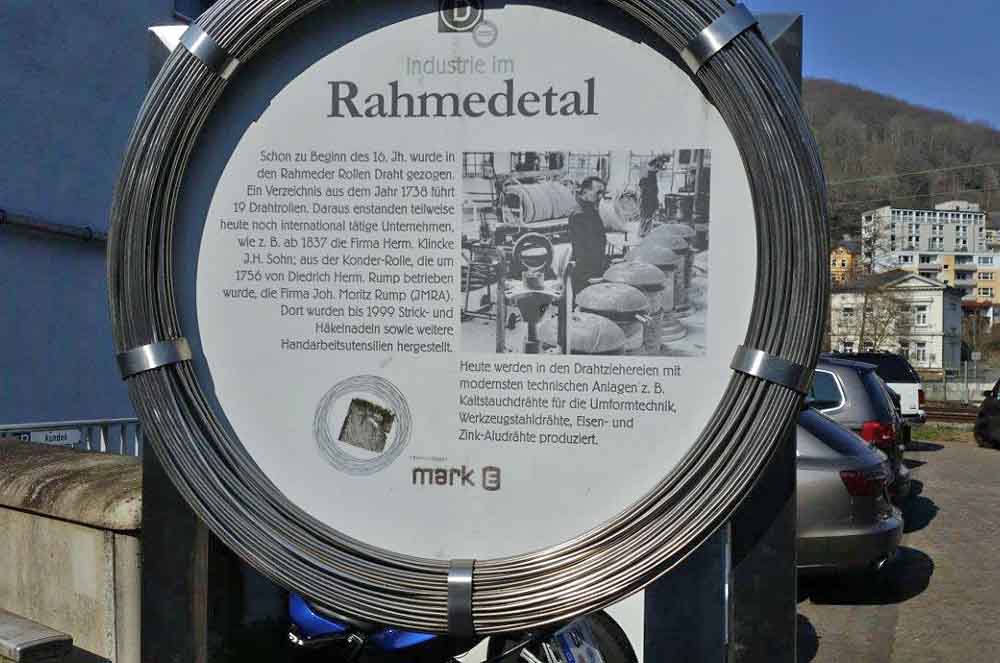 D
Industrie im
Rahmedetal
Schon zu Beginn des 16. Jh. wurde in
den Rahmeder Rollen Draht gezogen.
Ein Verzeichnis aus dem Jahr 1738 führt
19 Drahtrollen. Daraus enstanden teilweise
heute noch international tätige Unternehmen,
wie z. B. ab 1837 die Firma Herm. Klincke
J.H. Sohn; aus der Konder-Rolle, die um
1756 von Diedrich Herm. Rump betrieben
wurde, die Firma Joh. Moritz Rump (JMRA).
Dort wurden bis 1999 Strick- und
Häkelnadeln sowie weitere
Handarbeitsutensilien hergestellt.
Heute werden in den Drahtziehereien mit
modernsten technischen Anlagen z. B.
Kaltstauchdrähte für die Umformtechnik,
Werkzeugstahldrähte, Eisen- und
Zink-Aludrähte produziert.
mark E
Kunden